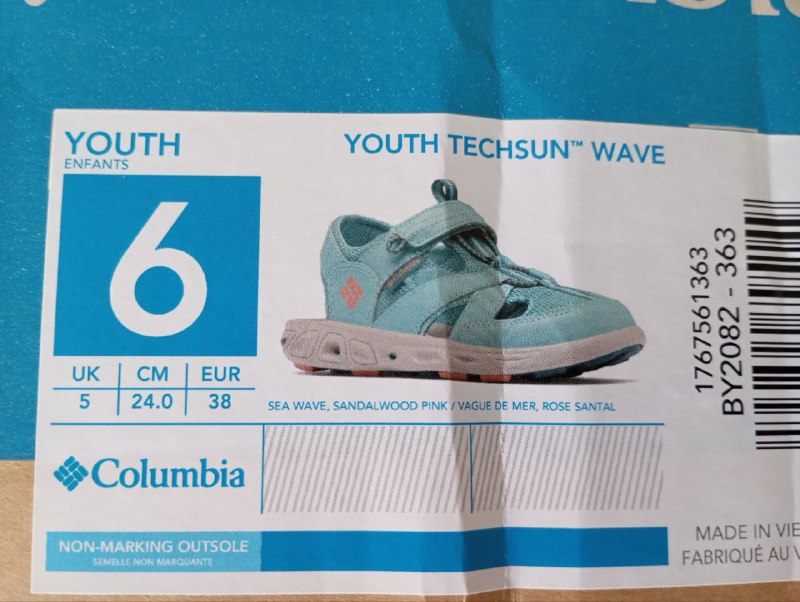 YOUTH
ENFANTS
YOUTH TECHSUN™ WAVE
6
UK CM EUR
5 24.0 38
SEA WAVE, SANDALWOOD PINK / VAGUE DE MER, ROSE SANTAL
1767561363
BY2082 - 363
Columbia
NON-MARKING OUTSOLE
SEMELLE NON MARQUANTE
MADE IN
FABRIQUÉ AU